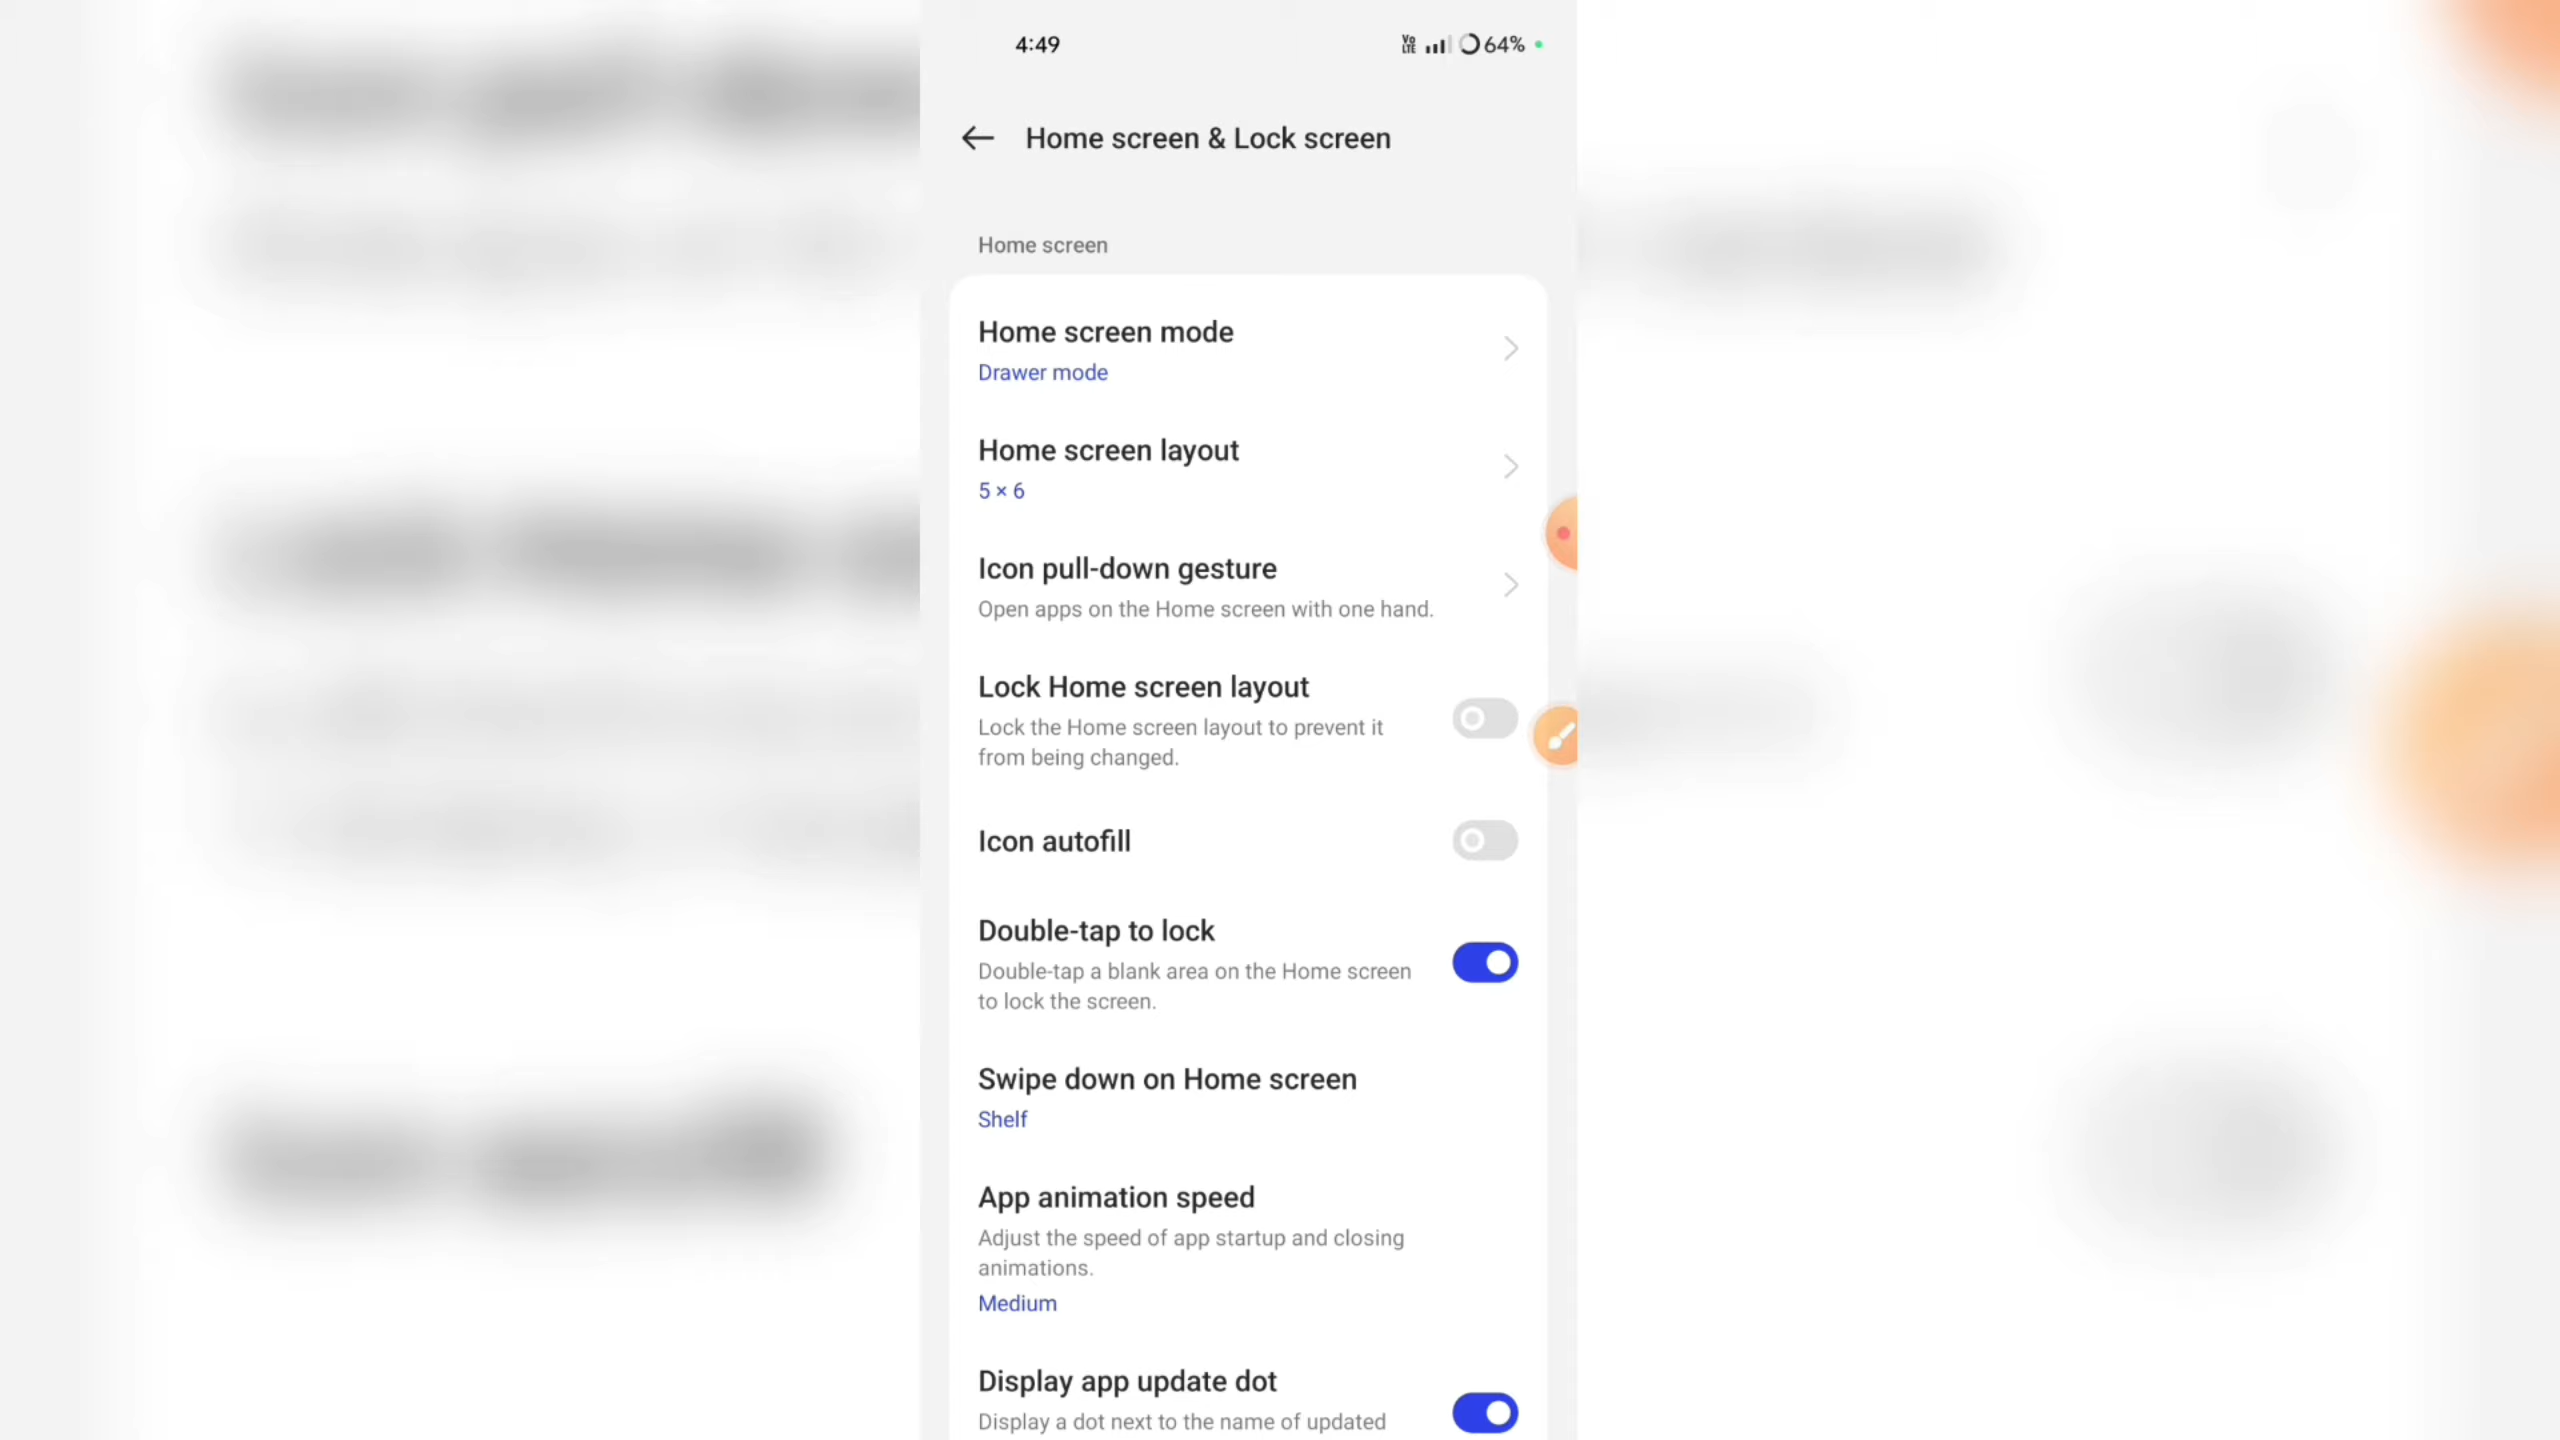 4:49
Vo LTE 64%
Home screen & Lock screen
Home screen
Home screen mode
Drawer mode
Home screen layout
5 × 6
Icon pull-down gesture
Open apps on the Home screen with one hand.
Lock Home screen layout
Lock the Home screen layout to prevent it
from being changed.
Icon autofill
Double-tap to lock
Double-tap a blank area on the Home screen
to lock the screen.
Swipe down on Home screen
Shelf
App animation speed
Adjust the speed of app startup and closing
animations.
Medium
Display app update dot
Display a dot next to the name of updated